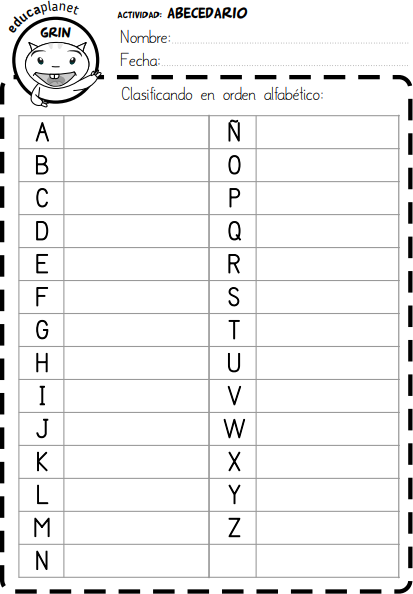 educaplanet
GRIN
ACTIVIDAD: ABECEDARIO
Nombre:
Fecha:
Clasificando en orden alfabético:
A Ñ
B O
C P
D Q
E R
F S
G T
H U
I V
J W
K X
L Y
M Z
N